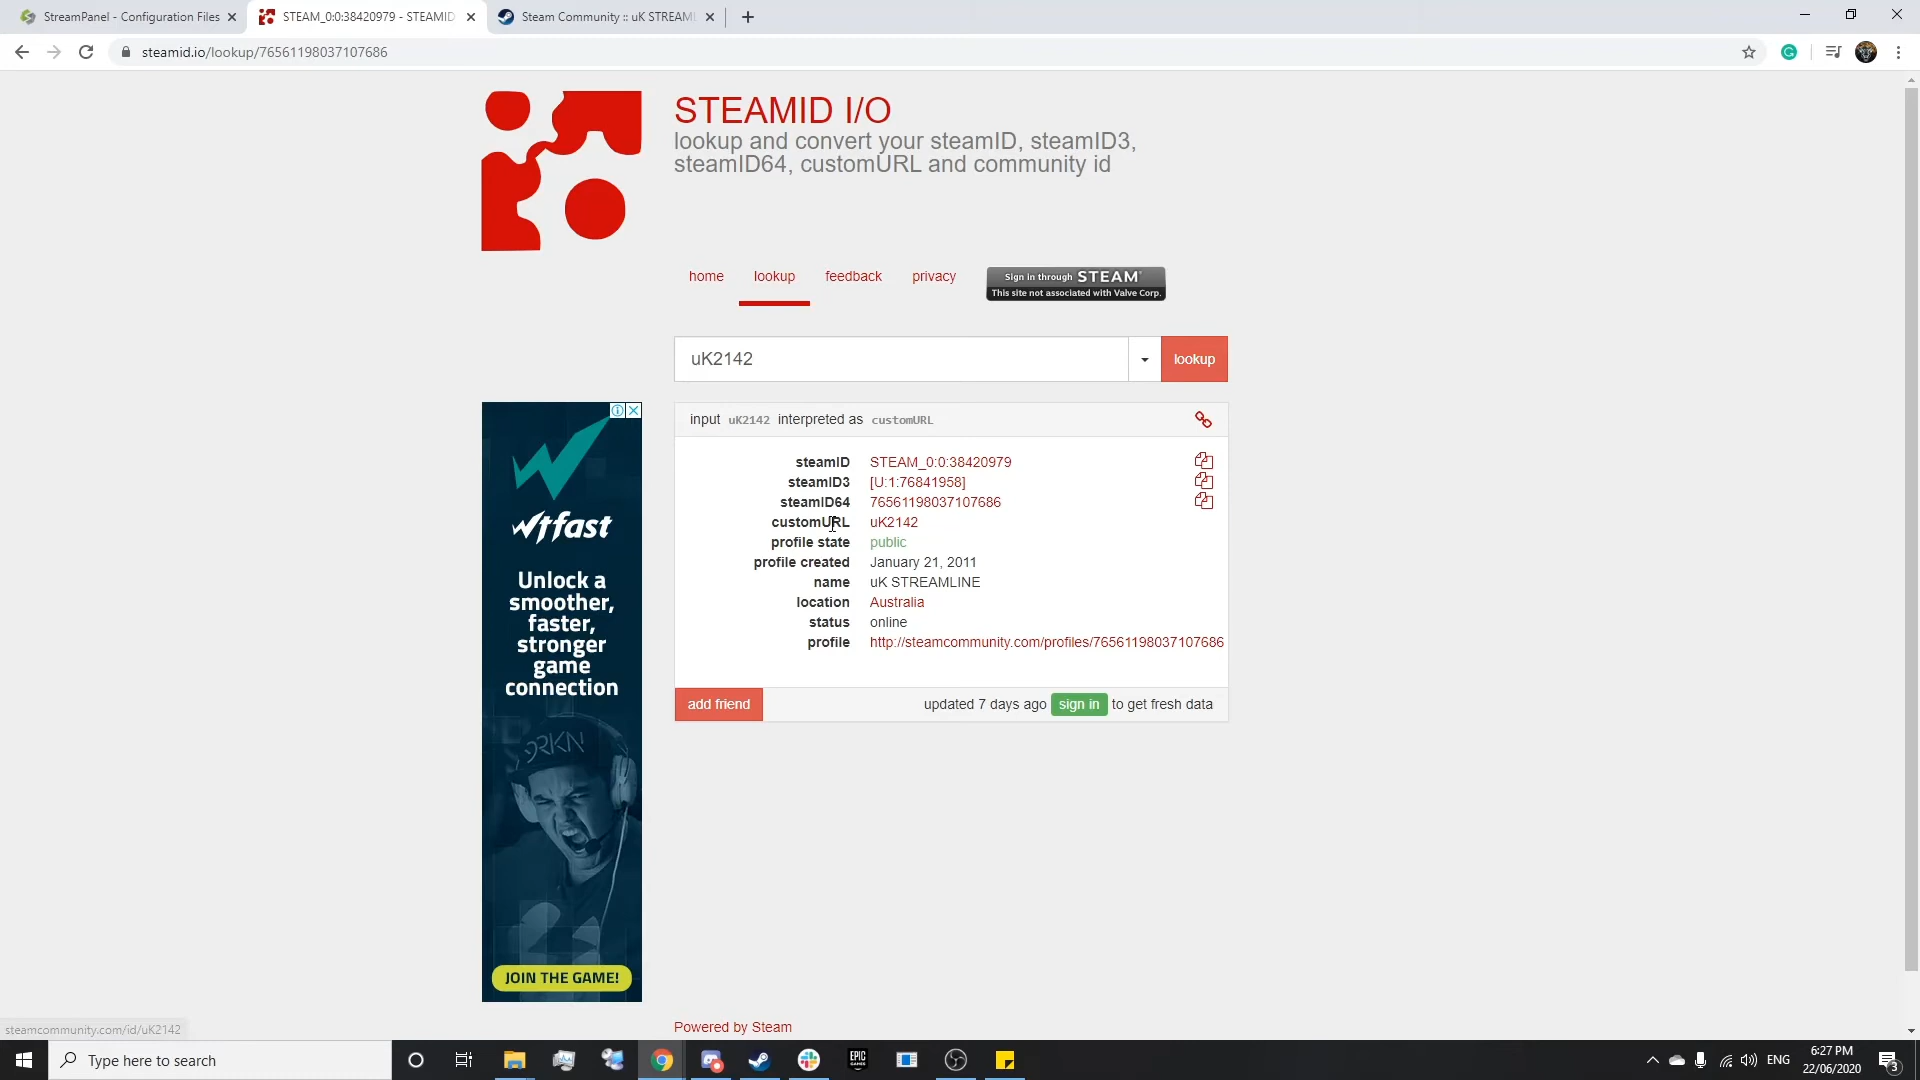 StreamPanel - Configuration Files
STEAM_0:0:38420979 - STEAMID
Steam Community :: uK STREAML
steamid.io/lookup/76561198037107686
STEAMID I/O
lookup and convert your steamID, steamID3,
steamID64, customURL and community id
home
lookup
feedback
privacy
Sign in through STEAM
This site not associated with Valve Corp.
uK2142
lookup
input uK2142 interpreted as customURL
steamID STEAM_0:0:38420979
steamID3 [U:1:76841958]
steamID64 76561198037107686
customURL uK2142
profile state public
profile created January 21, 2011
name uK STREAMLINE
location Australia
status online
profile http://steamcommunity.com/profiles/76561198037107686
add friend
updated 7 days ago sign in to get fresh data
wtfast
Unlock a
smoother,
faster,
stronger
game
connection
BRKN
JOIN THE GAME!
Powered by Steam
steamcommunity.com/id/uK2142
Type here to search
EPIC
GAMES
ENG
6:27 PM
22/06/2020
3